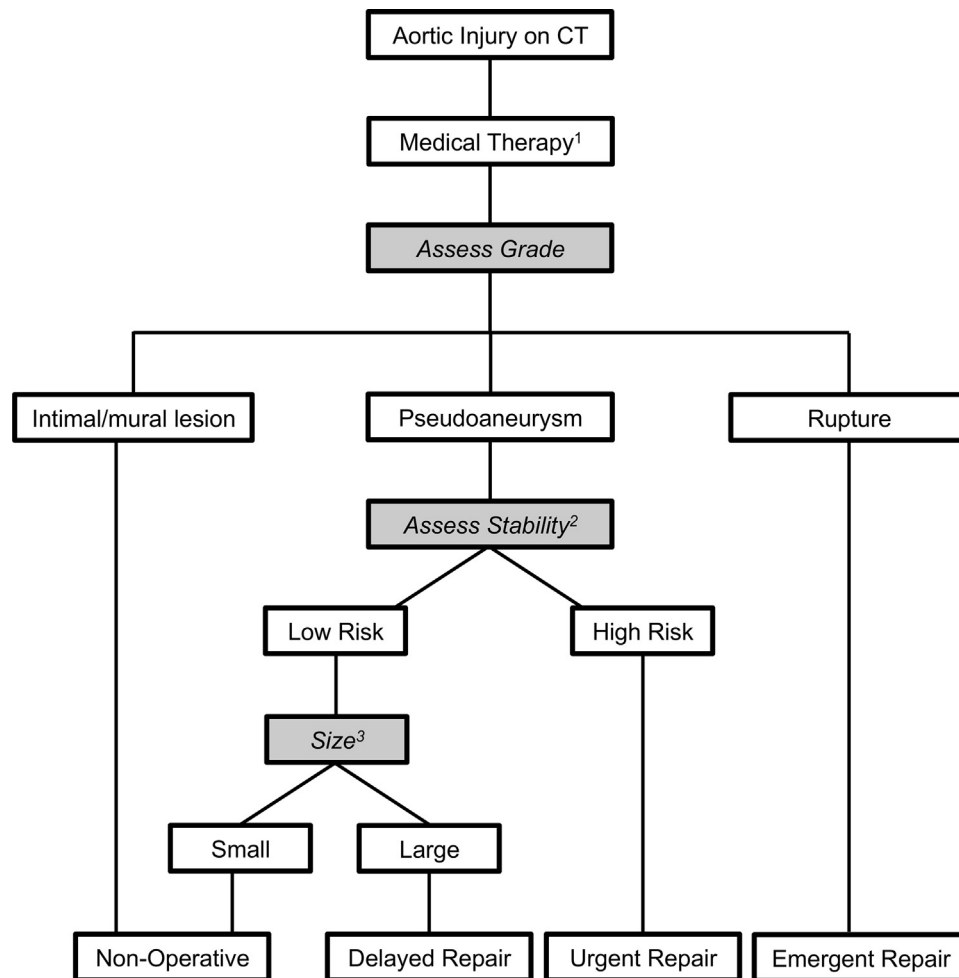 Aortic Injury on CT
Medical Therapy¹
Assess Grade
Intimal/mural lesion
Pseudoaneurysm
Rupture
Assess Stability²
Low Risk
High Risk
Size³
Small
Large
Non-Operative
Delayed Repair
Urgent Repair
Emergent Repair